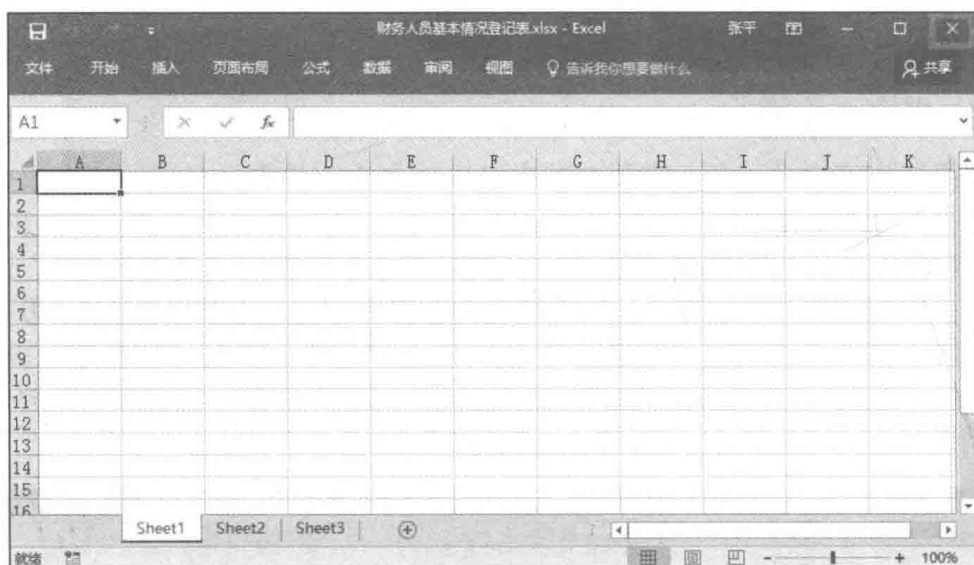 财务人员基本情况登记表.xlsx - Excel 张平
文件 开始 插入 页面布局 公式 数据 审阅 视图 告诉我你想要做什么 共享
A1 fx
A B C D E F G H I J K
1
2
3
4
5
6
7
8
9
10
11
12
13
14
15
16
Sheet1 Sheet2 Sheet3
就绪 100%